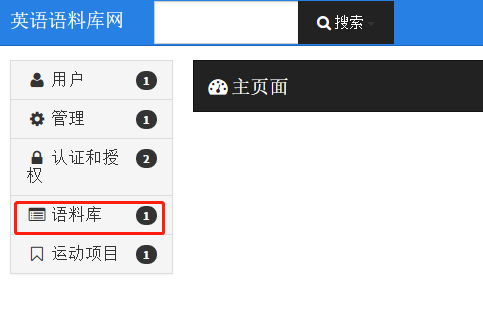 英语语料库网
搜索
用户 1
主页面
管理 1
认证和授权 2
语料库 1
运动项目 1